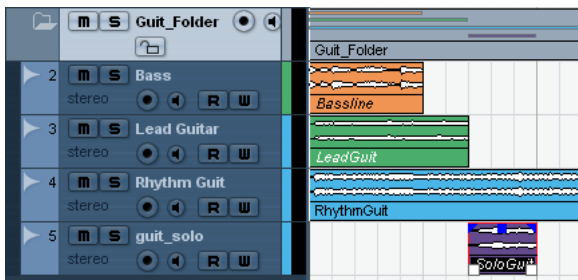 m S Guit_Folder
Guit_Folder
2 m S Bass
stereo R W
Bassline
3 m S Lead Guitar
stereo R W
LeadGuit
4 m S Rhythm Guit
stereo R W
RhythmGuit
5 m S guit_solo
stereo R W
SoloGuit